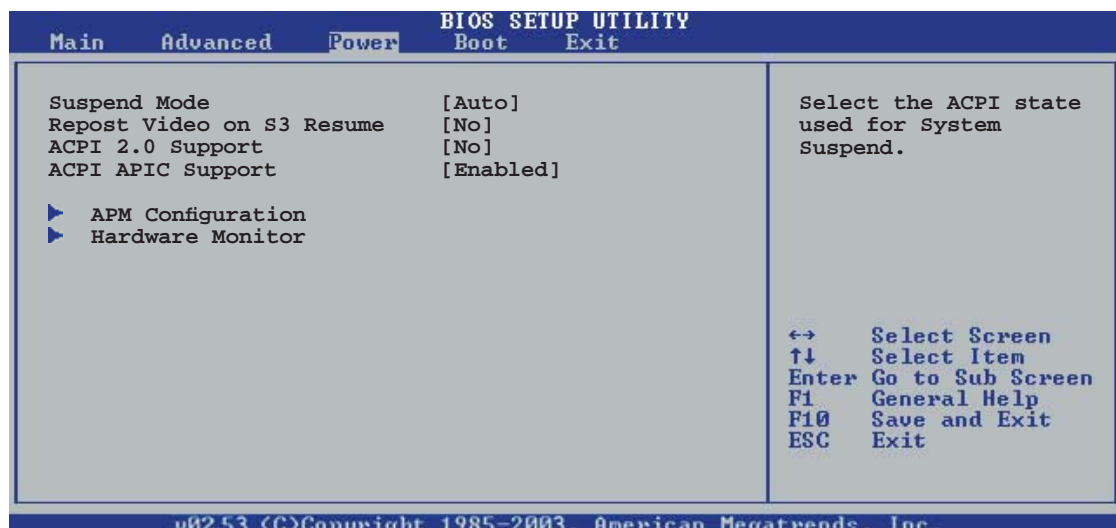 BIOS SETUP UTILITY
Main Advanced Power Boot Exit
Suspend Mode [Auto]
Repost Video on S3 Resume [No]
ACPI 2.0 Support [No]
ACPI APIC Support [Enabled]
APM Configuration
Hardware Monitor
Select the ACPI state
used for System
Suspend.
←→ Select Screen
↑↓ Select Item
Enter Go to Sub Screen
F1 General Help
F10 Save and Exit
ESC Exit
v02.53 (C)Copyright 1985-2003, American Megatrends, Inc.